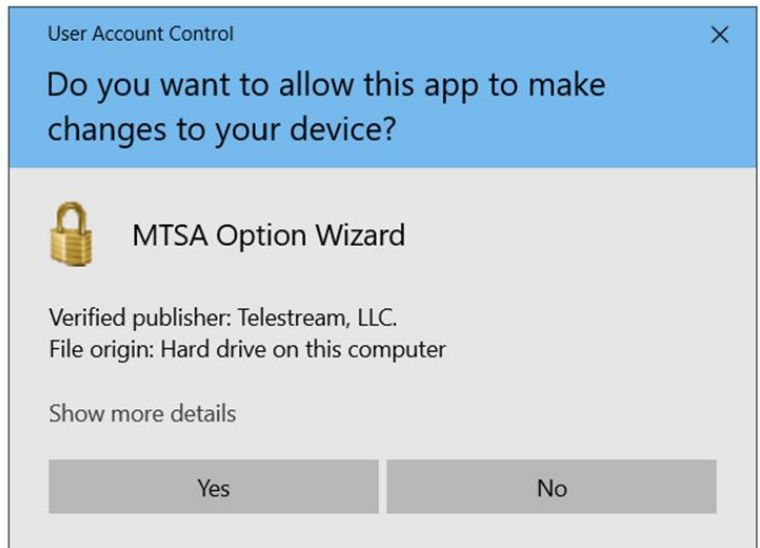 User Account Control
Do you want to allow this app to make
changes to your device?
MTSA Option Wizard
Verified publisher: Telestream, LLC.
File origin: Hard drive on this computer
Show more details
Yes
No